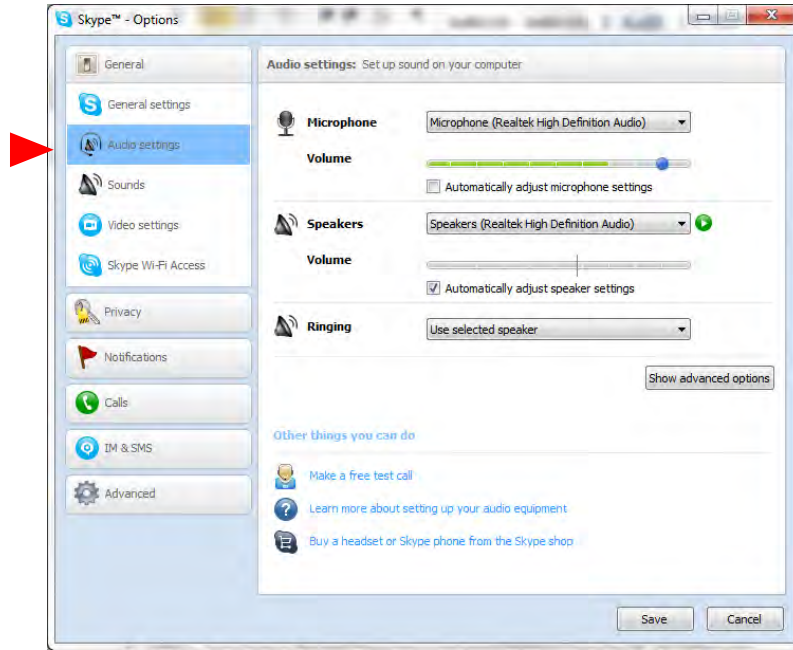 Skype™ - Options
General
General settings
Audio settings
Sounds
Video settings
Skype Wi-Fi Access
Privacy
Notifications
Calls
IM & SMS
Advanced
Audio settings: Set up sound on your computer
Microphone
Microphone (Realtek High Definition Audio)
Volume
Automatically adjust microphone settings
Speakers
Speakers (Realtek High Definition Audio)
Volume
Automatically adjust speaker settings
Ringing
Use selected speaker
Show advanced options
Other things you can do
Make a free test call
Learn more about setting up your audio equipment
Buy a headset or Skype phone from the Skype shop
Save
Cancel